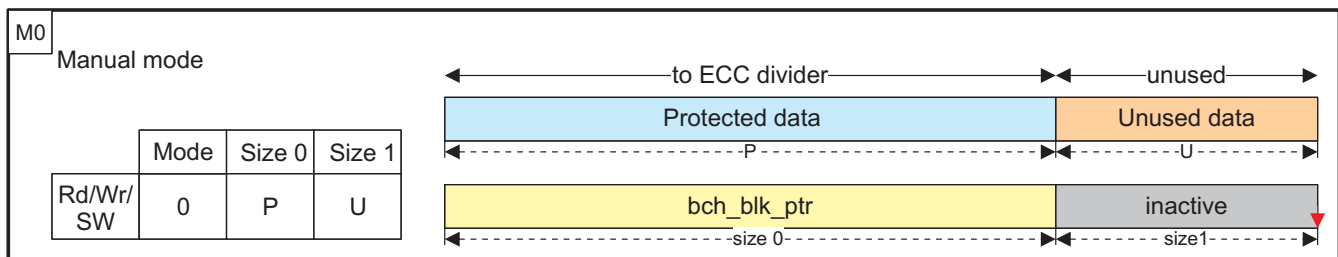 M0
Manual mode
to ECC divider
unused
Protected data
Unused data
P
U
Mode Size 0 Size 1
Rd/Wr/
SW
0 P U
bch_blk_ptr
inactive
size 0
size1